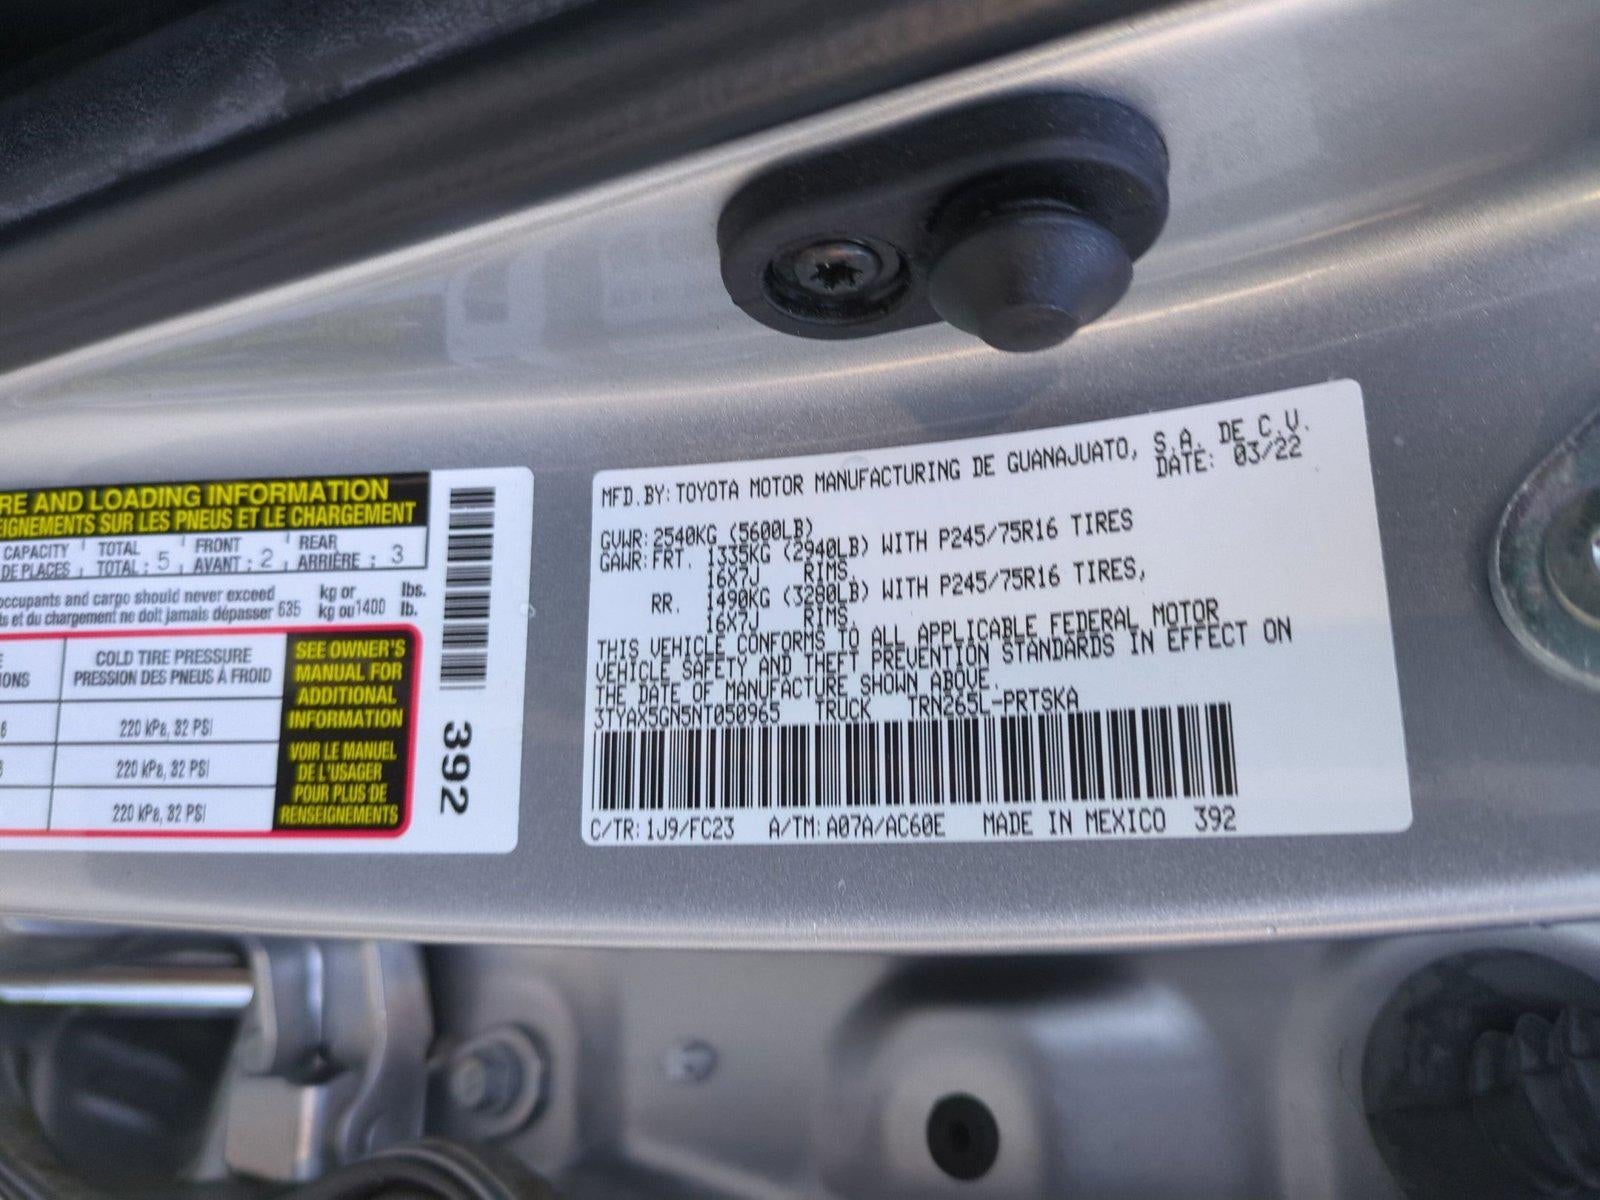 RE AND LOADING INFORMATION
EIGNEMENTS SUR LES PNEUS ET LE CHARGEMENT
CAPACITY TOTAL FRONT REAR
DE PLACES TOTAL : 5 AVANT : 2 ARRIÈRE : 3
occupants and cargo should never exceed kg or lbs.
s et du chargement ne doit jamais dépasser 635 kg ou 1400 lb.
COLD TIRE PRESSURE
IONS PRESSION DES PNEUS À FROID
220 kPa, 32 PSI
220 kPa, 32 PSI
220 kPa, 32 PSI
SEE OWNER'S
MANUAL FOR
ADDITIONAL
INFORMATION
VOIR LE MANUEL
DE L'USAGER
POUR PLUS DE
RENSEIGNEMENTS
392
MFD.BY: TOYOTA MOTOR MANUFACTURING DE GUANAJUATO, S.A. DE C.V.
DATE: 03/22
GVWR: 2540KG (5600LB)
GAWR: FRT. 1335KG (2940LB) WITH P245/75R16 TIRES
16X7J RIMS,
RR. 1490KG (3280LB) WITH P245/75R16 TIRES,
16X7J RIMS.
THIS VEHICLE CONFORMS TO ALL APPLICABLE FEDERAL MOTOR
VEHICLE SAFETY AND THEFT PREVENTION STANDARDS IN EFFECT ON
THE DATE OF MANUFACTURE SHOWN ABOVE.
3TYAX5GN5NT050965 TRUCK TRN265L-PRTSKA
C/TR: 1J9/FC23 A/TM: A07A/AC60E MADE IN MEXICO 392